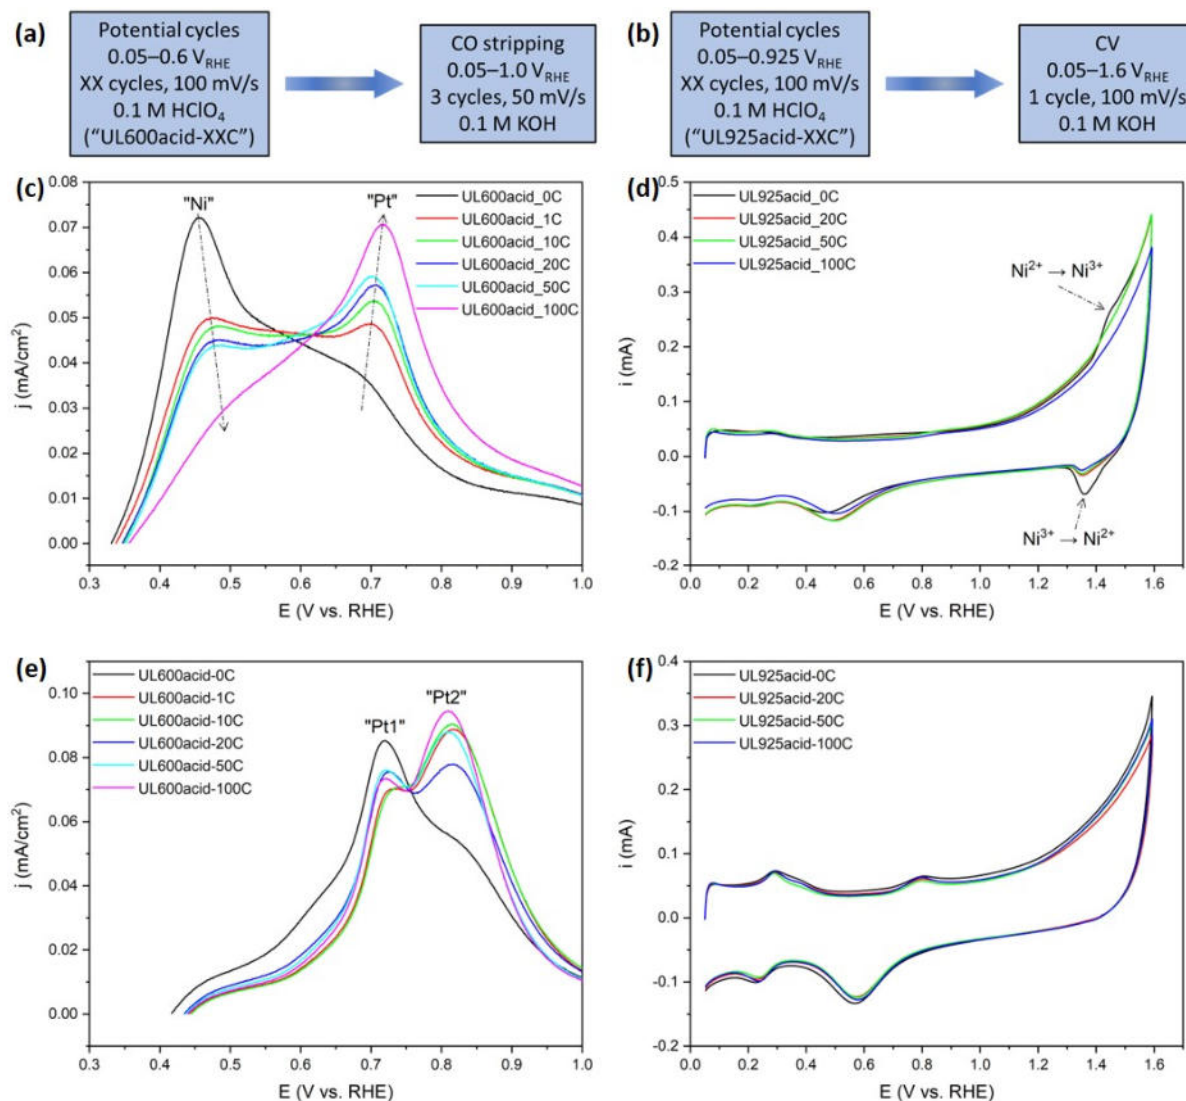 (a)
Potential cycles
0.05–0.6 V_RHE
XX cycles, 100 mV/s
0.1 M HClO₄
("UL600acid-XXC")
CO stripping
0.05–1.0 V_RHE
3 cycles, 50 mV/s
0.1 M KOH
(b)
Potential cycles
0.05–0.925 V_RHE
XX cycles, 100 mV/s
0.1 M HClO₄
("UL925acid-XXC")
CV
0.05–1.6 V_RHE
1 cycle, 100 mV/s
0.1 M KOH
(c)
"Ni"
"Pt"
UL600acid_0C
UL600acid_1C
UL600acid_10C
UL600acid_20C
UL600acid_50C
UL600acid_100C
j (mA/cm²)
0.08
0.07
0.06
0.05
0.04
0.03
0.02
0.01
0.00
0.3 0.4 0.5 0.6 0.7 0.8 0.9 1.0
E (V vs. RHE)
(d)
UL925acid_0C
UL925acid_20C
UL925acid_50C
UL925acid_100C
Ni²⁺ → Ni³⁺
Ni³⁺ → Ni²⁺
i (mA)
0.5
0.4
0.3
0.2
0.1
0.0
-0.1
-0.2
0.0 0.2 0.4 0.6 0.8 1.0 1.2 1.4 1.6
E (V vs. RHE)
(e)
UL600acid-0C
UL600acid-1C
UL600acid-10C
UL600acid-20C
UL600acid-50C
UL600acid-100C
"Pt1"
"Pt2"
j (mA/cm²)
0.10
0.08
0.06
0.04
0.02
0.00
0.3 0.4 0.5 0.6 0.7 0.8 0.9 1.0
E (V vs. RHE)
(f)
UL925acid-0C
UL925acid-20C
UL925acid-50C
UL925acid-100C
i (mA)
0.4
0.3
0.2
0.1
0.0
-0.1
-0.2
0.0 0.2 0.4 0.6 0.8 1.0 1.2 1.4 1.6
E (V vs. RHE)